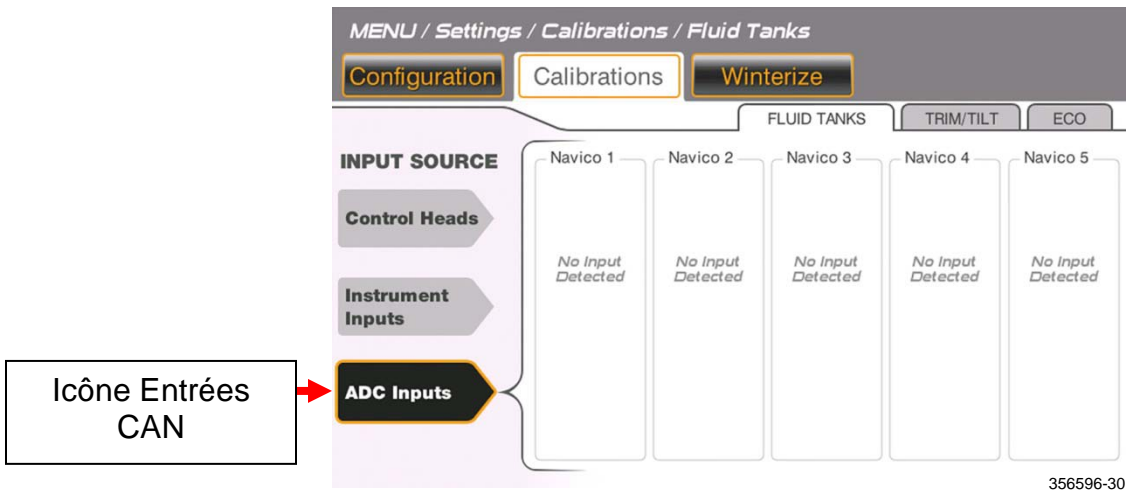 MENU / Settings / Calibrations / Fluid Tanks
Configuration Calibrations Winterize
FLUID TANKS TRIM/TILT ECO
INPUT SOURCE
Navico 1 Navico 2 Navico 3 Navico 4 Navico 5
Control Heads
No Input No Input No Input No Input No Input
Detected Detected Detected Detected Detected
Instrument
Inputs
ADC Inputs
Icône Entrées
CAN
356596-30